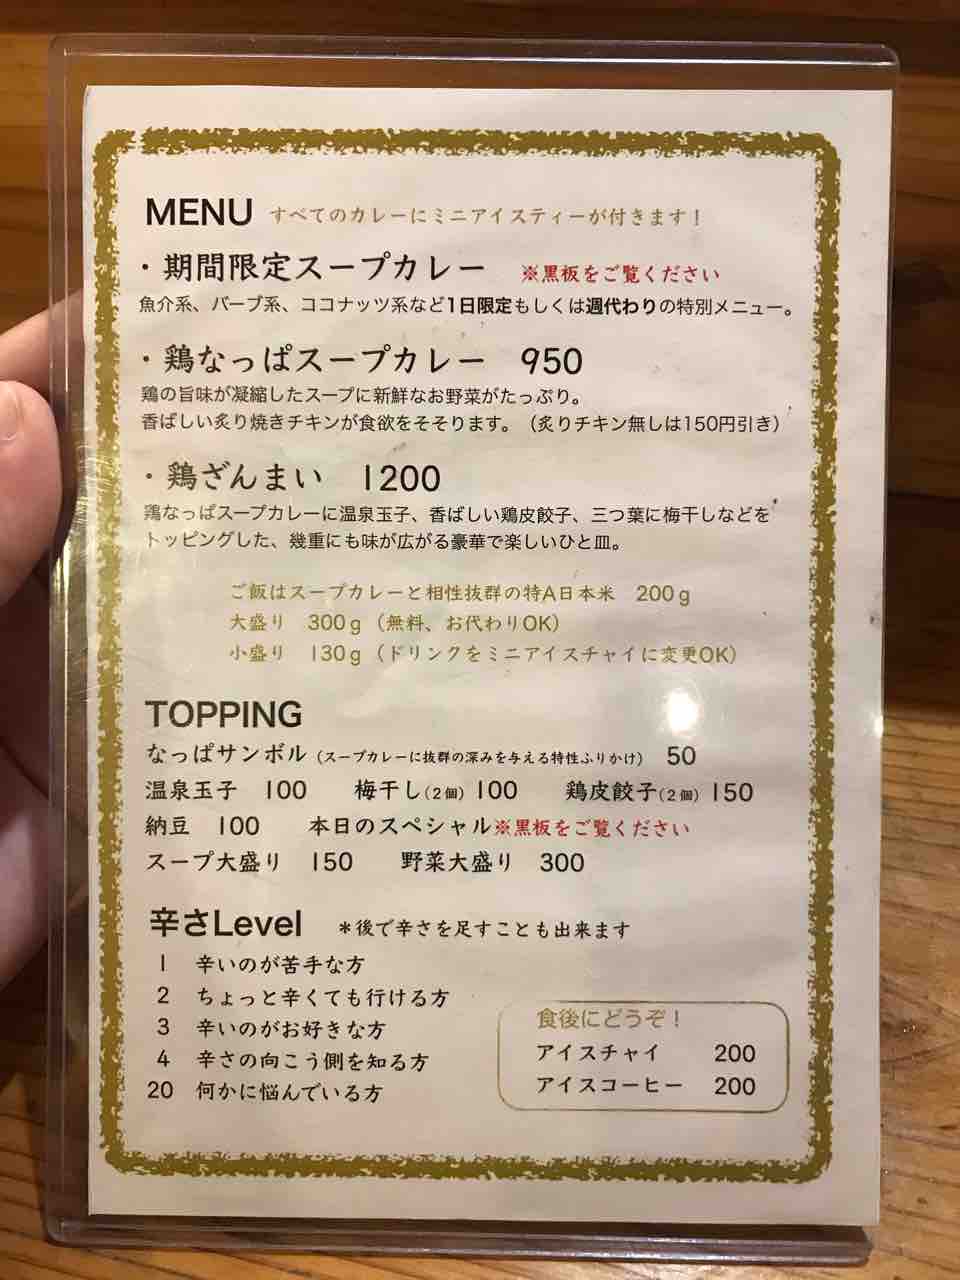 MENU すべてのカレーにミニアイスティーが付きます！
・期間限定スープカレー ※黒板をご覧ください
魚介系、バーブ系、ココナッツ系など1日限定もしくは週代わりの特別メニュー。
・鶏なっぱスープカレー 950
鶏の旨味が凝縮したスープに新鮮なお野菜がたっぷり。
香ばしい炙り焼きチキンが食欲をそそります。（炙りチキン無しは150円引き）
・鶏ざんまい 1200
鶏なっぱスープカレーに温泉玉子、香ばしい鶏皮餃子、三つ葉に梅干しなどを
トッピングした、幾重にも味が広がる豪華で楽しいひと皿。
ご飯はスープカレーと相性抜群の特A日本米 200g
大盛り 300g（無料、お代わりOK）
小盛り 130g（ドリンクをミニアイスチャイに変更OK）
TOPPING
なっぱサンボル（スープカレーに抜群の深みを与える特性ふりかけ） 50
温泉玉子 100 梅干し（2個）100 鶏皮餃子（2個）150
納豆 100 本日のスペシャル※黒板をご覧ください
スープ大盛り 150 野菜大盛り 300
辛さLevel ＊後で辛さを足すことも出来ます
1 辛いのが苦手な方
2 ちょっと辛くても行ける方
3 辛いのがお好きな方
4 辛さの向こう側を知る方
20 何かに悩んでいる方
食後にどうぞ！
アイスチャイ 200
アイスコーヒー 200